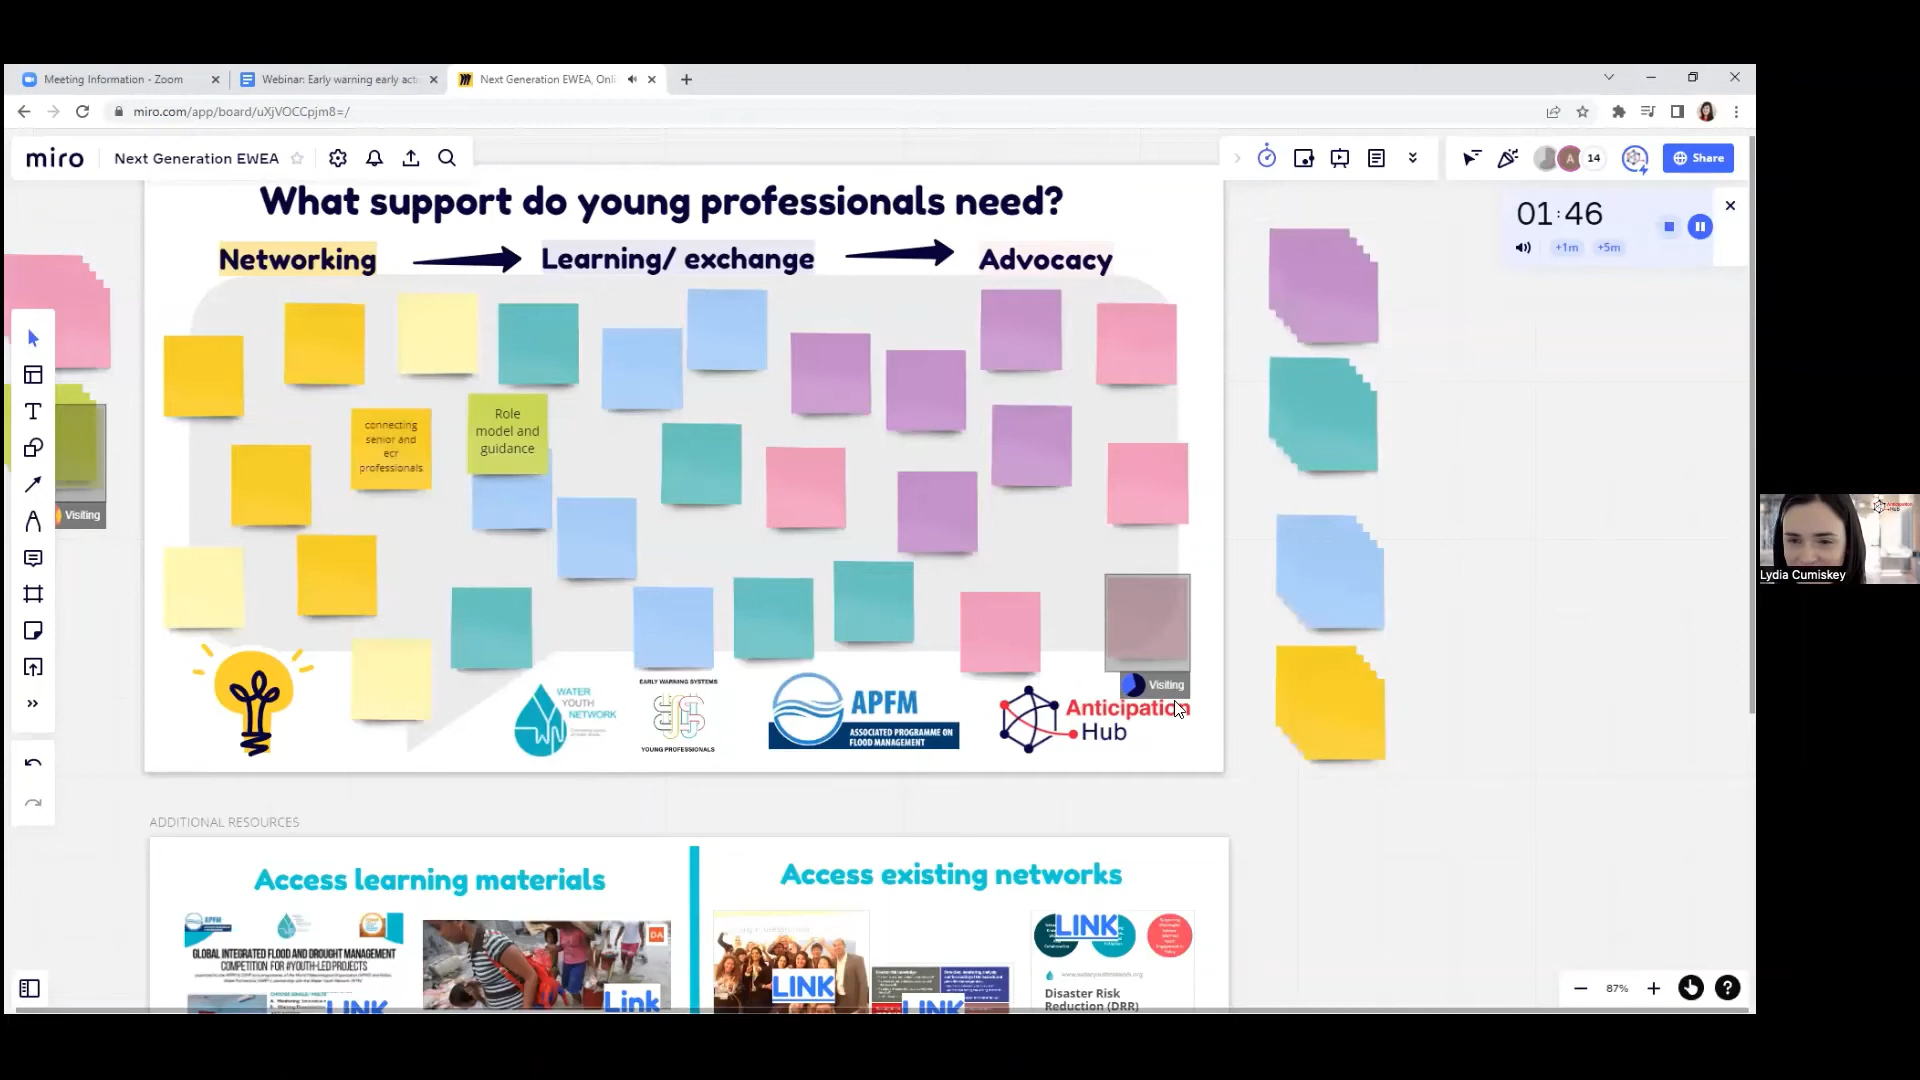 Meeting Information - Zoom
Webinar: Early warning early acti
Next Generation EWEA, Onli
miro.com/app/board/uXjVOCCpjm8=/
miro
Next Generation EWEA
A
14
Share
01:46
+1m
+5m
What support do young professionals need?
Networking
Learning/ exchange
Advocacy
connecting
senior and
ecr
professionals
Role
model and
guidance
Visiting
Visiting
WATER
YOUTH
NETWORK
EARLY WARNING SYSTEMS
YOUNG PROFESSIONALS
APFM
ASSOCIATED PROGRAMME ON
FLOOD MANAGEMENT
Anticipation
Hub
Lydia Cumiskey
ADDITIONAL RESOURCES
Access learning materials
Access existing networks
APFM
GLOBAL INTEGRATED FLOOD AND DROUGHT MANAGEMENT
COMPETITION FOR #YOUTH-LED PROJECTS
LINK
DA
Link
LINK
LINK
LINK
Disaster Risk
Reduction (DRR)
87%